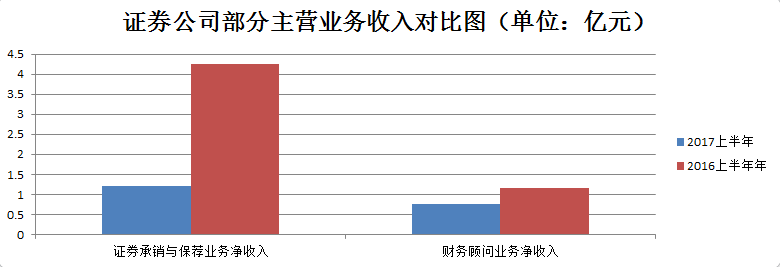 证券公司部分主营业务收入对比图（单位：亿元）
4.5
4
3.5
3
2.5
2
1.5
1
0.5
0
证券承销与保荐业务净收入
财务顾问业务净收入
2017上半年
2016上半年年